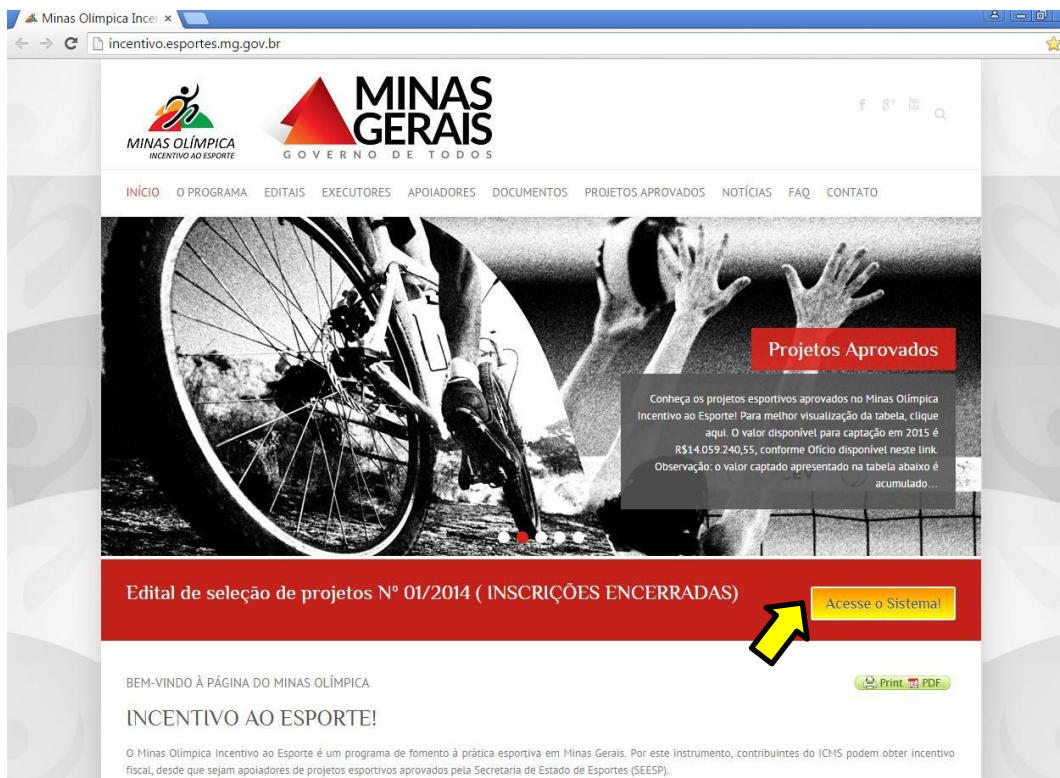 Minas Olímpica Incen
incentivo.esportes.mg.gov.br
MINAS OLÍMPICA
INCENTIVO AO ESPORTE
MINAS
GERAIS
GOVERNO DE TODOS
INÍCIO O PROGRAMA EDITAIS EXECUTORES APOIADORES DOCUMENTOS PROJETOS APROVADOS NOTÍCIAS FAQ CONTATO
Projetos Aprovados
Conheça os projetos esportivos aprovados no Minas Olímpica
Incentivo ao Esporte! Para melhor visualização da tabela, clique
aqui. O valor disponível para captação em 2015 é
R$14.059.240,55, conforme Ofício disponível neste link.
Observação: o valor captado apresentado na tabela abaixo é
acumulado…
Edital de seleção de projetos Nº 01/2014 ( INSCRIÇÕES ENCERRADAS)
Acesse o Sistema!
BEM-VINDO À PÁGINA DO MINAS OLÍMPICA
Print PDF
INCENTIVO AO ESPORTE!
O Minas Olímpica Incentivo ao Esporte é um programa de fomento à prática esportiva em Minas Gerais. Por este instrumento, contribuintes do ICMS podem obter incentivo
fiscal, desde que sejam apoiadores de projetos esportivos aprovados pela Secretaria de Estado de Esportes (SEESP).